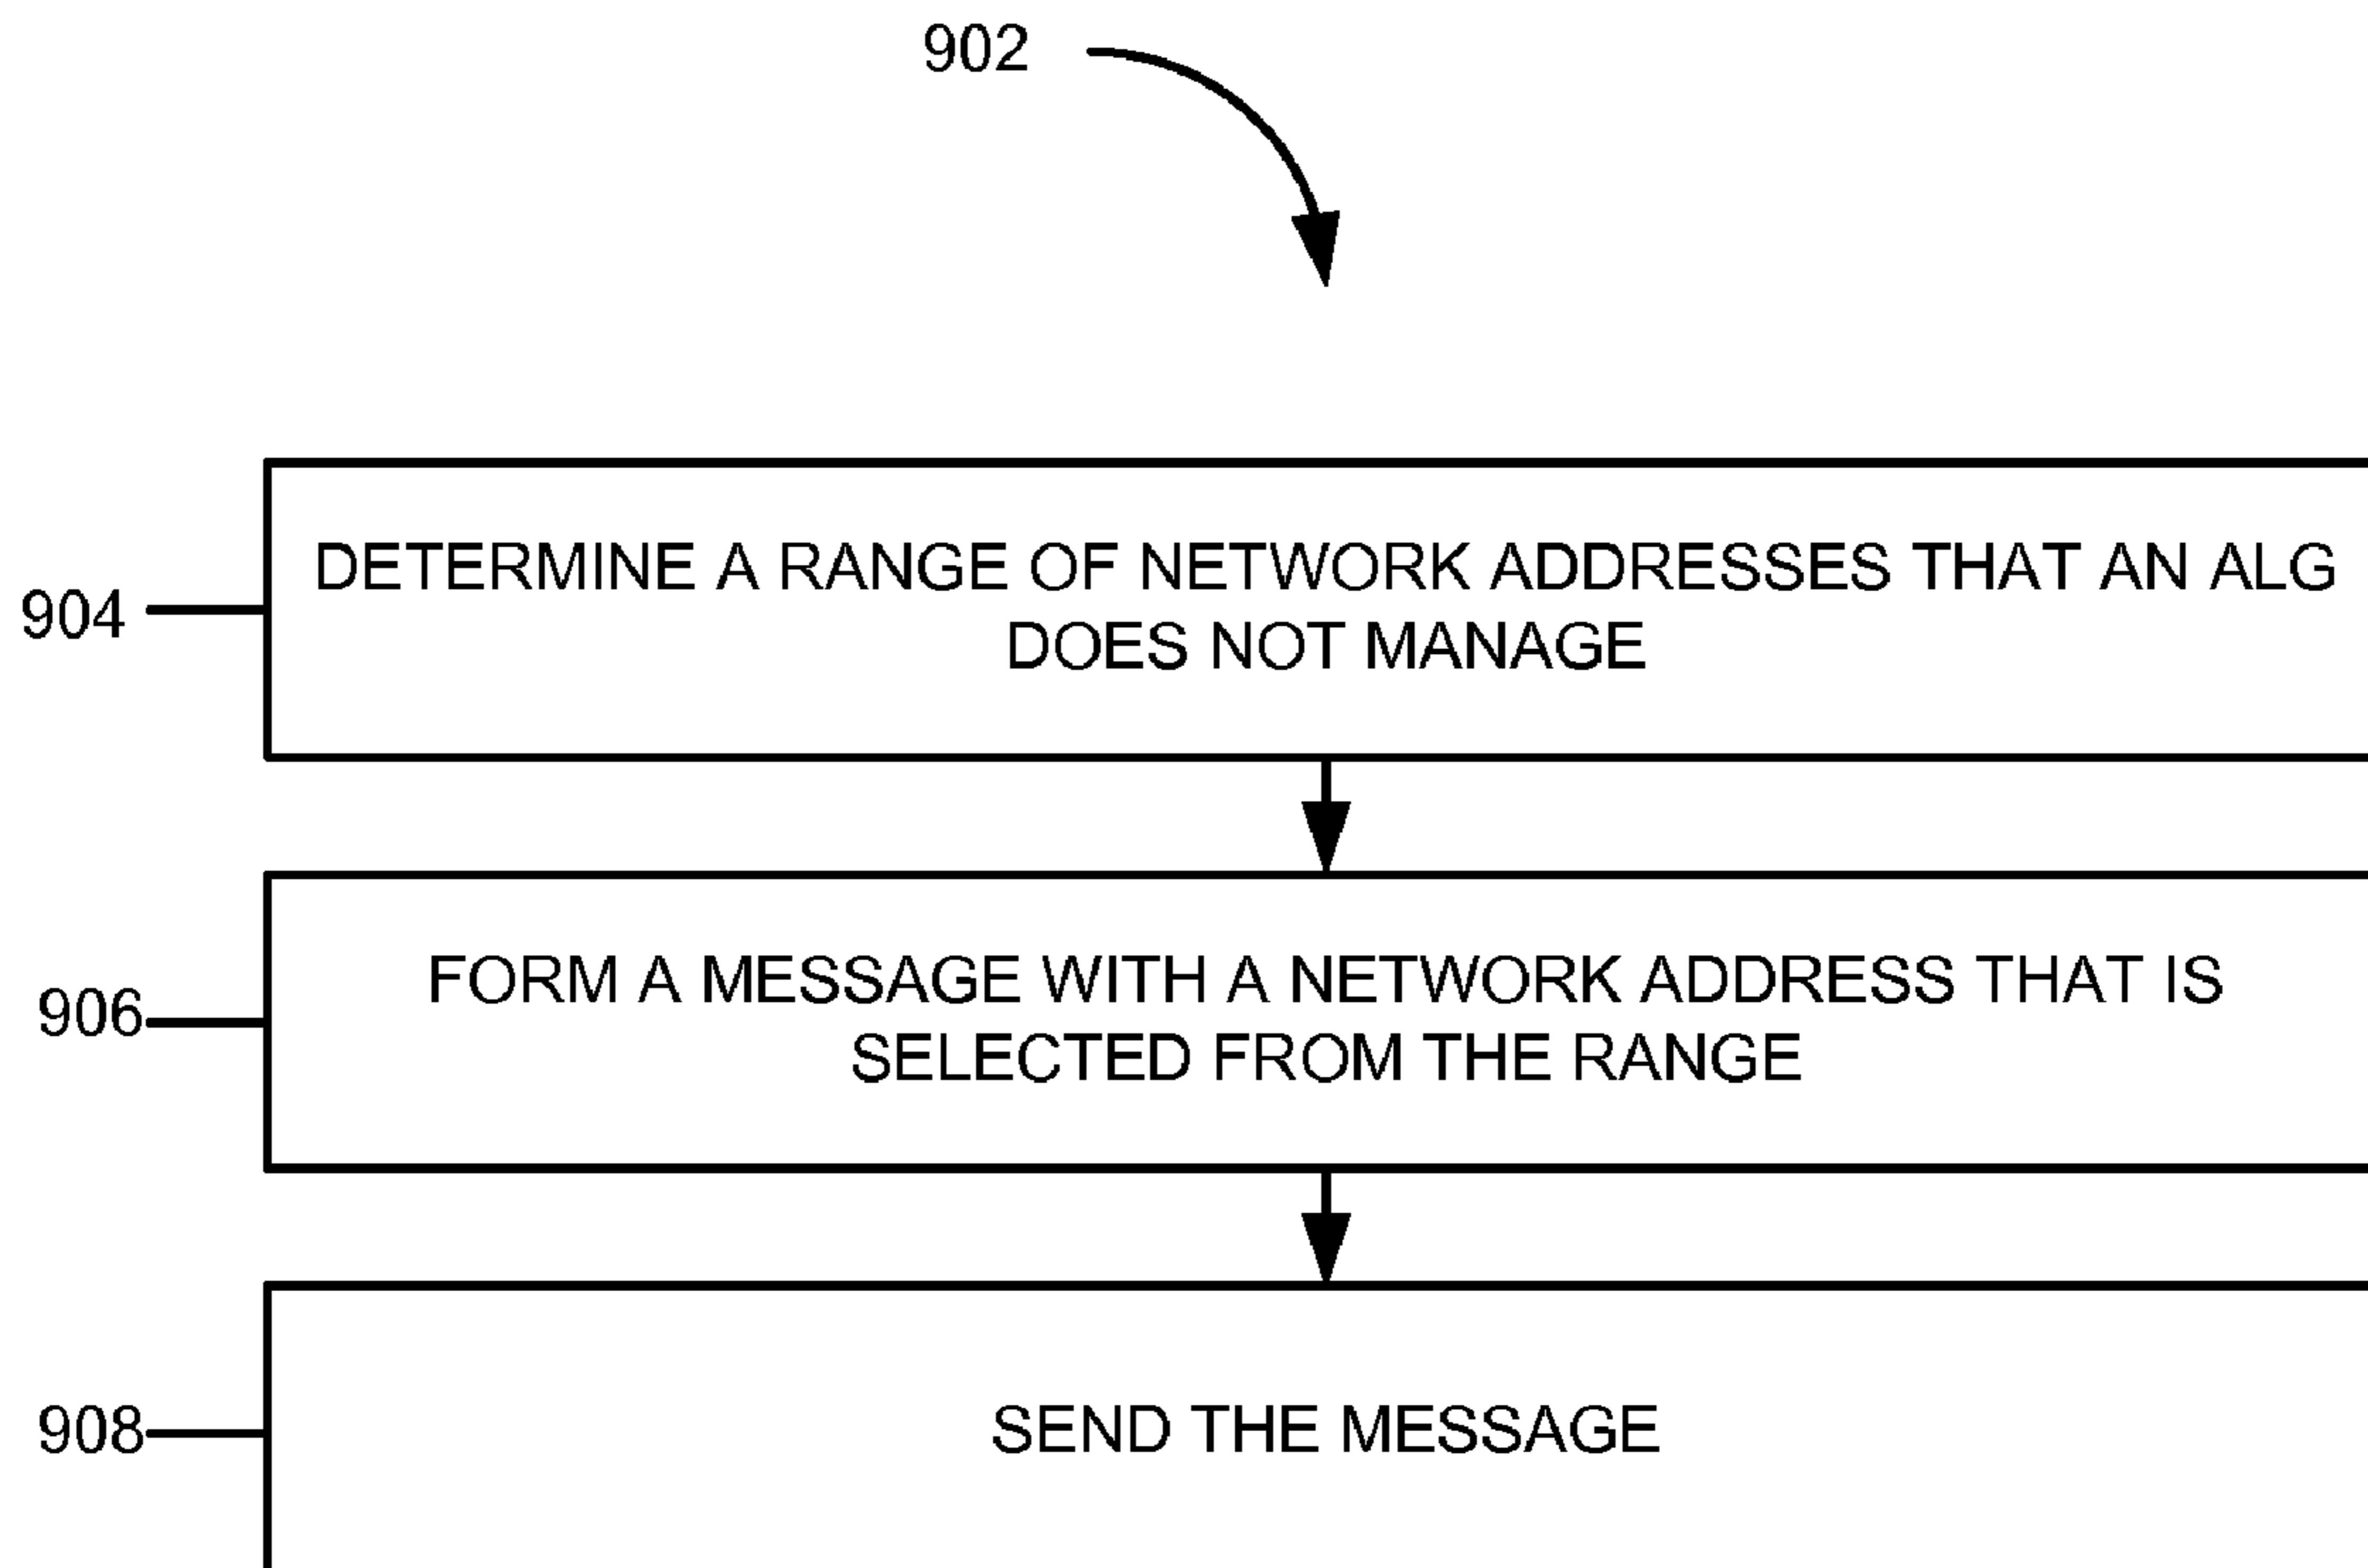 902
904
DETERMINE A RANGE OF NETWORK ADDRESSES THAT AN ALG
DOES NOT MANAGE
906
FORM A MESSAGE WITH A NETWORK ADDRESS THAT IS
SELECTED FROM THE RANGE
908
SEND THE MESSAGE